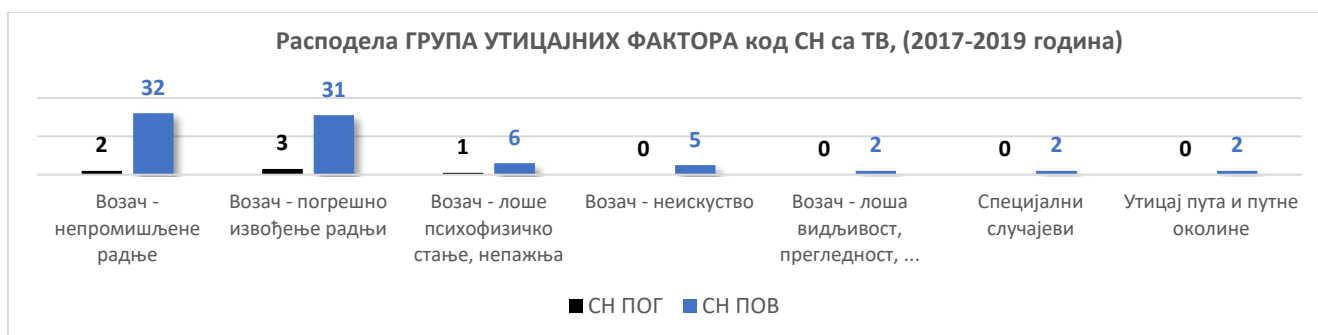 Расподела ГРУПА УТИЦАЈНИХ ФАКТОРА код СН са ТВ, (2017-2019 година)
2 32 3 31 1 6 0 5 0 2 0 2 0 2
Возач -
непромишљене
радње
Возач - погрешно
извођење радњи
Возач - лоше
психофизичко
стање, непажња
Возач - неискуство
Возач - лоша
видљивост,
прегледност, ...
Специјални
случајеви
Утицај пута и путне
околине
СН ПОГ СН ПОВ